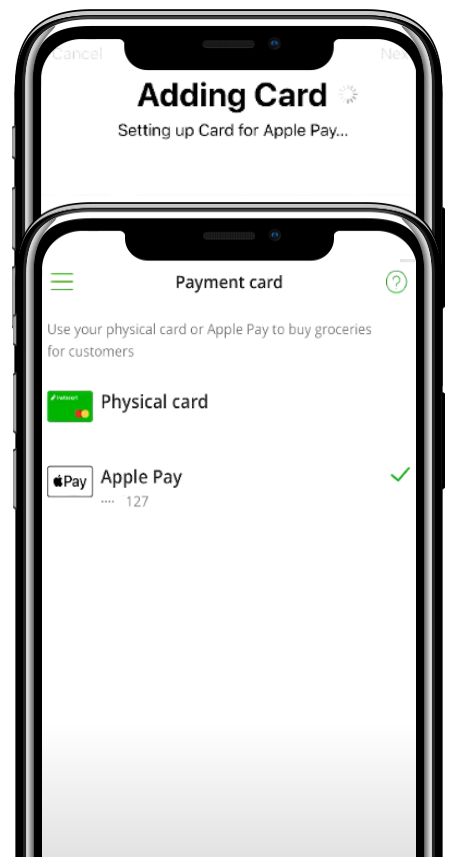 Cancel
Adding Card
Setting up Card for Apple Pay...
Payment card
?
Use your physical card or Apple Pay to buy groceries
for customers
Physical card
Pay
Apple Pay
···· 127